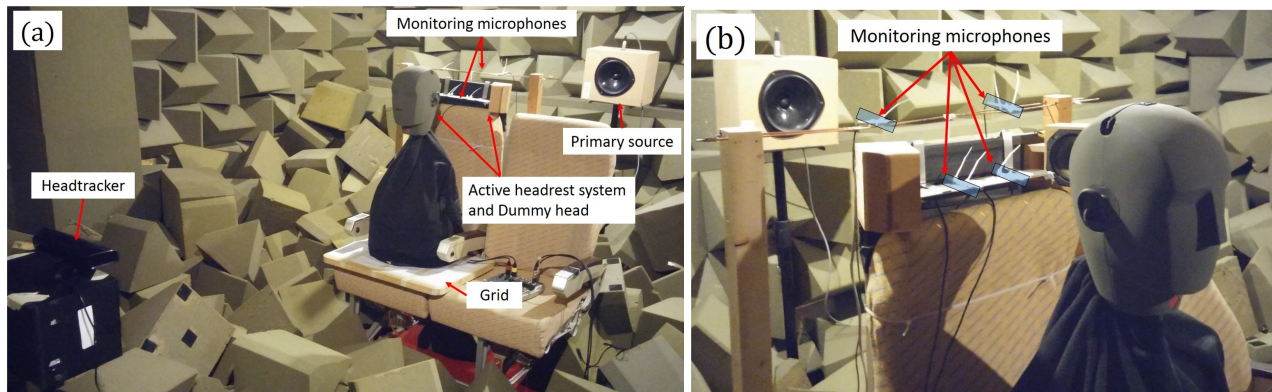 (a)
Monitoring microphones
Primary source
Headtracker
Active headrest system
and Dummy head
Grid
(b)
Monitoring microphones